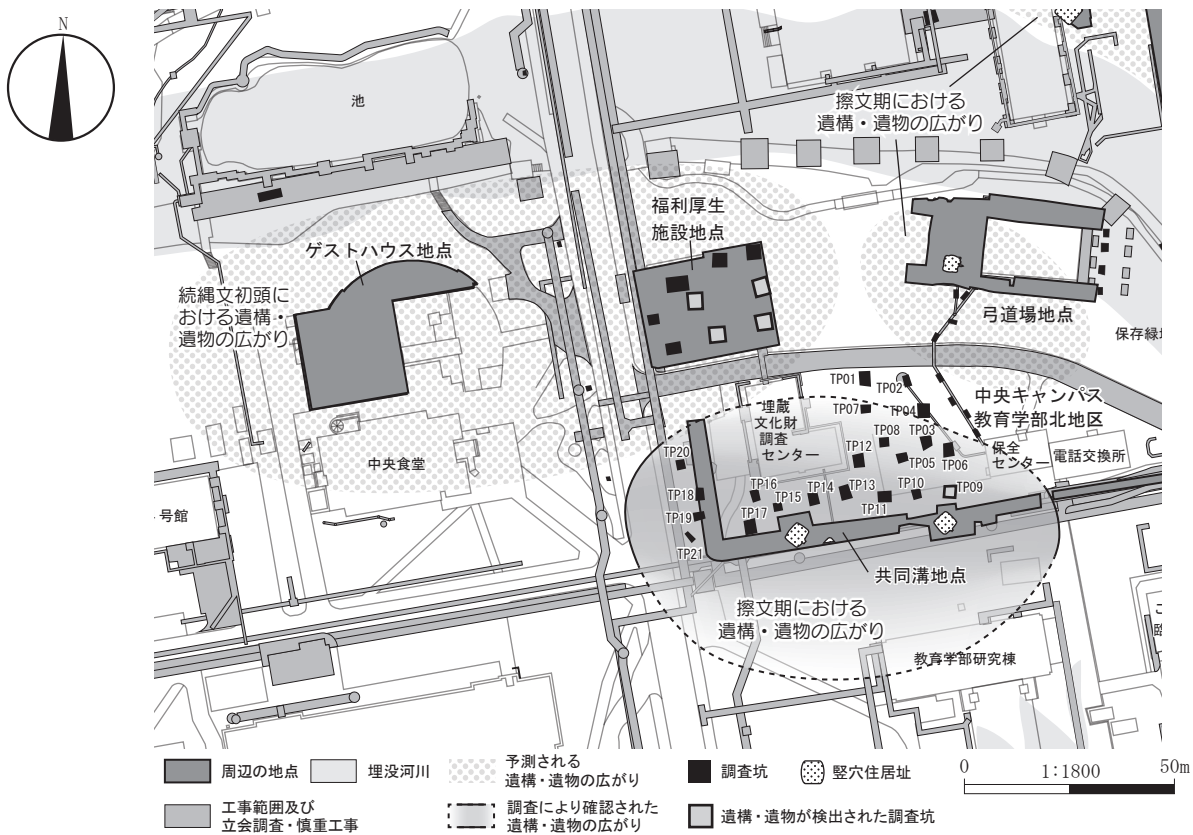 N
池
擦文期における
遺構・遺物の広がり
福利厚生
施設地点
ゲストハウス地点
続縄文初頭に
おける遺構・
遺物の広がり
弓道場地点
保存緑地
TP01
TP02
中央キャンパス
教育学部北地区
埋蔵
文化財
調査
センター
TP07
TP04
TP08
TP03
保全
センター
電話交換所
中央食堂
TP20
TP12
TP05
TP06
TP18
TP16
TP15
TP14
TP13
TP10
TP09
号館
TP19
TP17
TP11
TP21
共同溝地点
擦文期における
遺構・遺物の広がり
教育学部研究棟
周辺の地点
埋没河川
予測される
遺構・遺物の広がり
調査坑
竪穴住居址
工事範囲及び
立会調査・慎重工事
調査により確認された
遺構・遺物の広がり
遺構・遺物が検出された調査坑
0 1:1800 50m